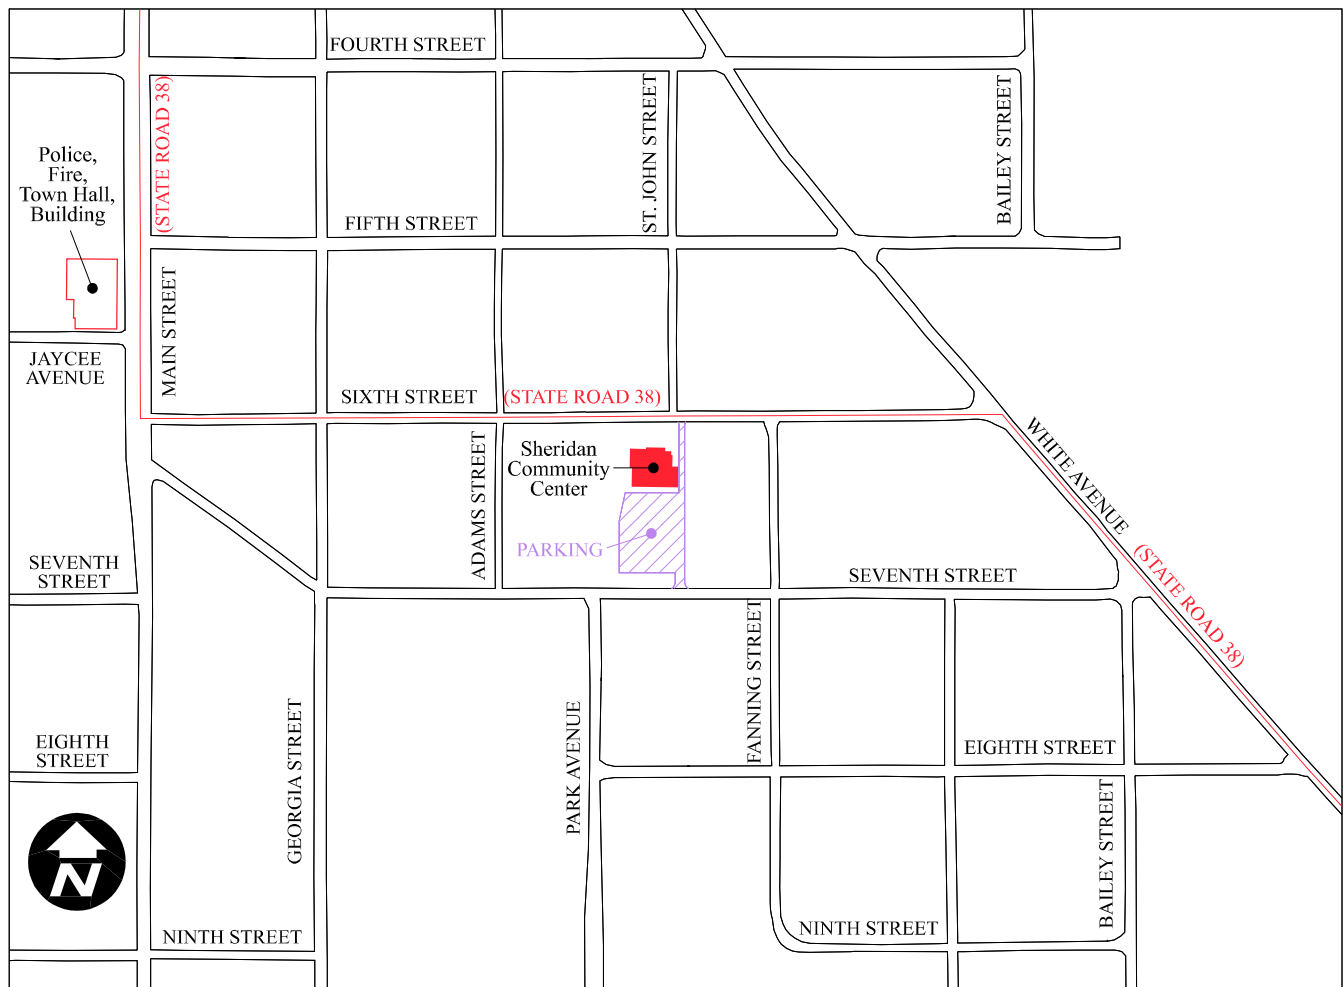 FOURTH STREET
(STATE ROAD 38)
ST. JOHN STREET
BAILEY STREET
Police,
Fire,
Town Hall,
Building
FIFTH STREET
MAIN STREET
JAYCEE
AVENUE
SIXTH STREET
(STATE ROAD 38)
WHITE AVENUE
(STATE ROAD 38)
ADAMS STREET
Sheridan
Community
Center
PARKING
SEVENTH
STREET
SEVENTH STREET
FANNING STREET
GEORGIA STREET
PARK AVENUE
EIGHTH
STREET
EIGHTH STREET
BAILEY STREET
N
NINTH STREET
NINTH STREET